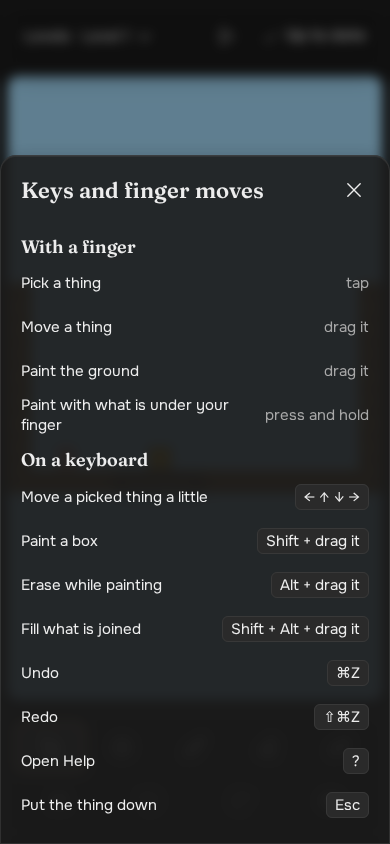 Keys and finger moves
With a finger
Pick a thing tap
Move a thing drag it
Paint the ground drag it
Paint with what is under your finger press and hold
On a keyboard
Move a picked thing a little ← ↑ ↓ →
Paint a box Shift + drag it
Erase while painting Alt + drag it
Fill what is joined Shift + Alt + drag it
Undo ⌘Z
Redo ⇧⌘Z
Open Help ?
Put the thing down Esc